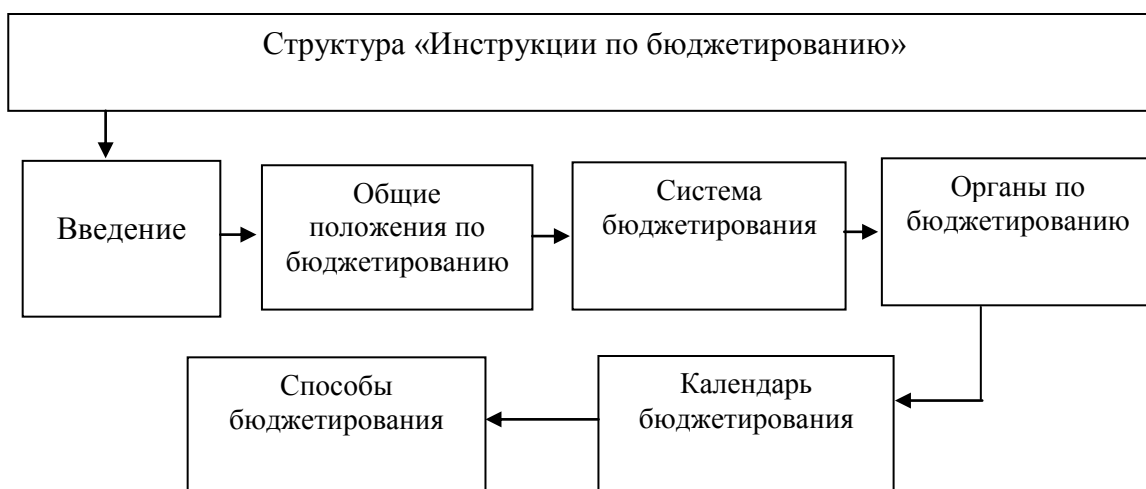 Структура «Инструкции по бюджетированию»
Введение
Общие
положения по
бюджетированию
Система
бюджетирования
Органы по
бюджетированию
Календарь
бюджетирования
Способы
бюджетирования